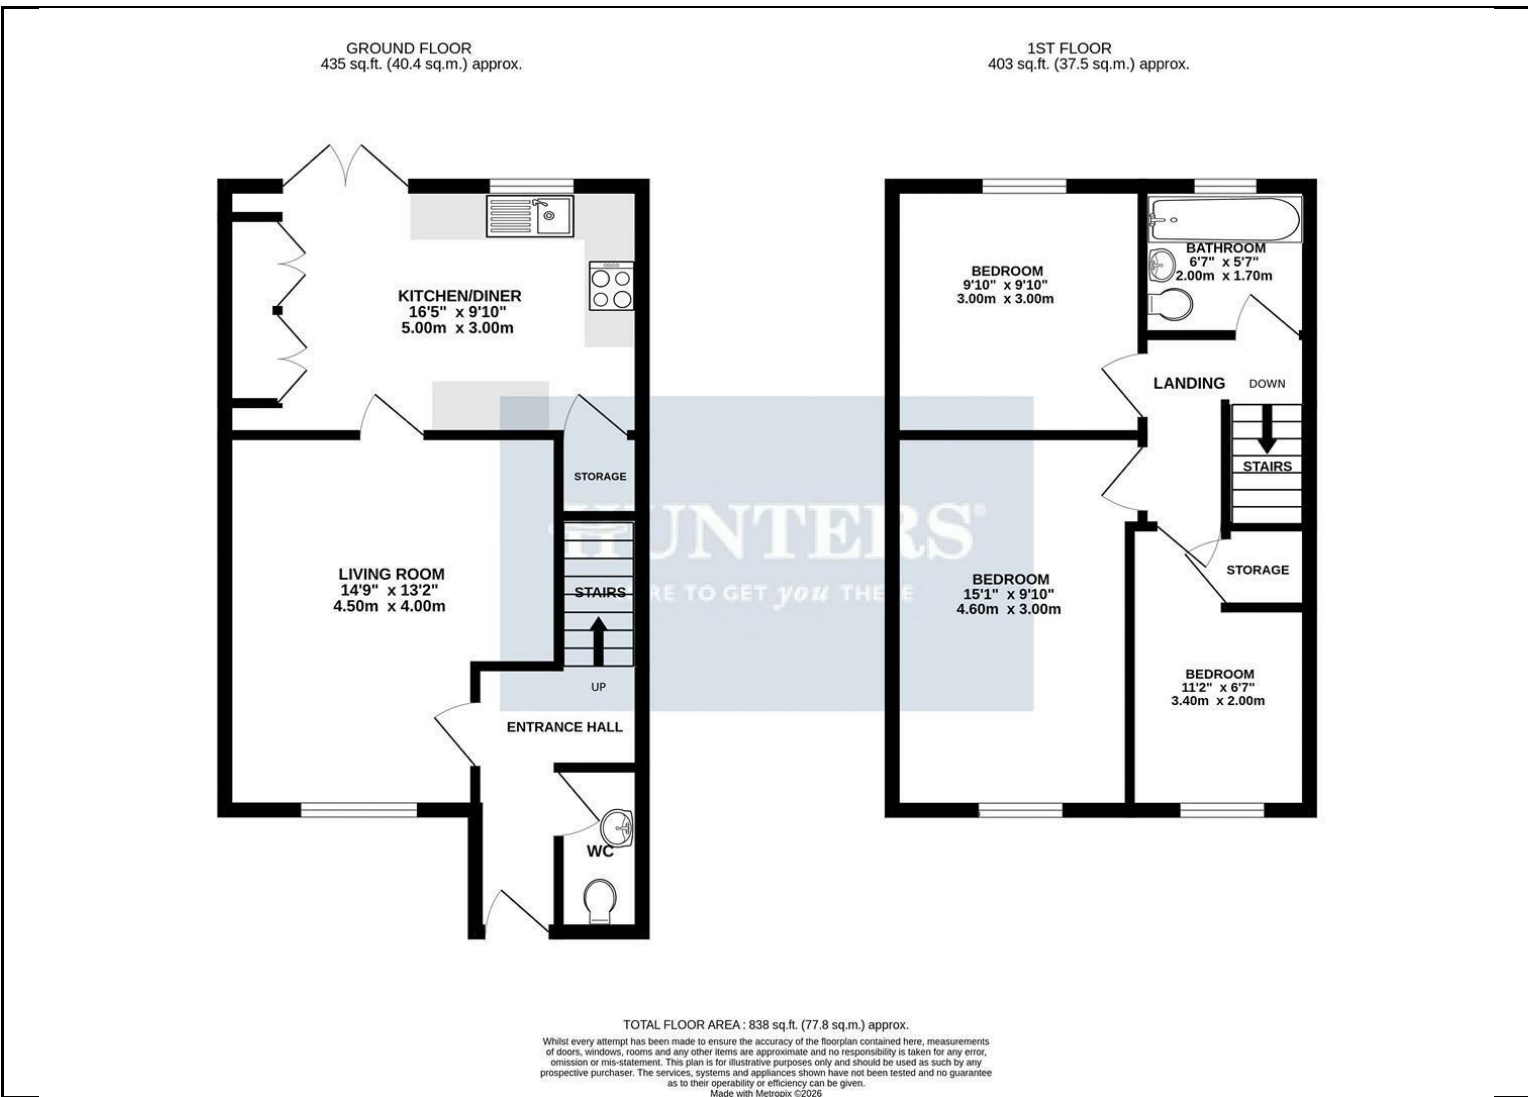 GROUND FLOOR
435 sq.ft. (40.4 sq.m.) approx.
1ST FLOOR
403 sq.ft. (37.5 sq.m.) approx.
KITCHEN/DINER
16'5" x 9'10"
5.00m x 3.00m
STORAGE
LIVING ROOM
14'9" x 13'2"
4.50m x 4.00m
STAIRS
UP
ENTRANCE HALL
WC
BEDROOM
9'10" x 9'10"
3.00m x 3.00m
BATHROOM
6'7" x 5'7"
2.00m x 1.70m
LANDING
DOWN
STAIRS
BEDROOM
15'1" x 9'10"
4.60m x 3.00m
STORAGE
BEDROOM
11'2" x 6'7"
3.40m x 2.00m
HUNTERS®
TO GET you
TOTAL FLOOR AREA : 838 sq.ft. (77.8 sq.m.) approx.
Whilst every attempt has been made to ensure the accuracy of the floorplan contained here, measurements
of doors, windows, rooms and any other items are approximate and no responsibility is taken for any error,
omission or mis-statement. This plan is for illustrative purposes only and should be used as such by any
prospective purchaser. The services, systems and appliances shown have not been tested and no guarantee
as to their operability or efficiency can be given.
Made with Metropix ©2026